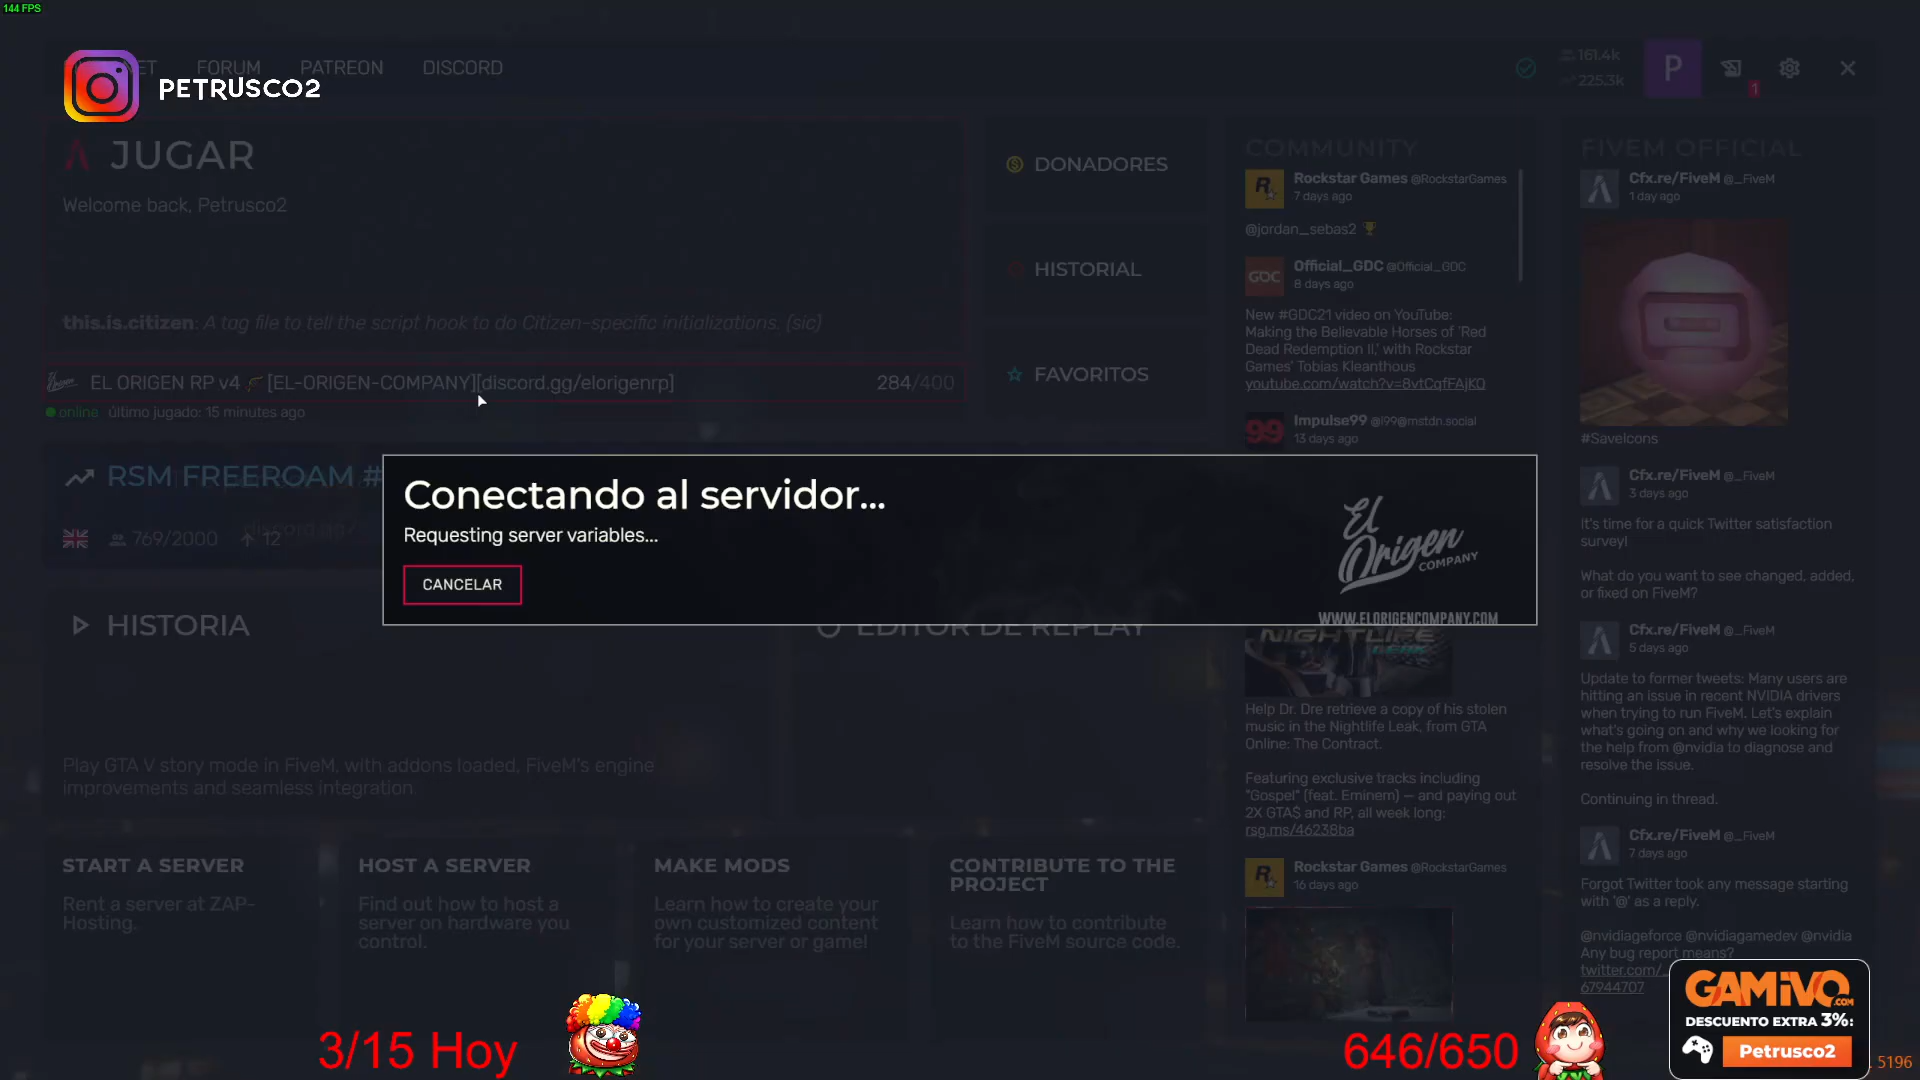 144 FPS
ET
FORUM
PATREON
DISCORD
PETRUSCO2
161.4k
225.3k
P
1
JUGAR
Welcome back, Petrusco2
this.is.citizen: A tag file to tell the script hook to do Citizen-specific initializations. (sic)
EL ORIGEN RP v4 [EL-ORIGEN-COMPANY][discord.gg/elorigenrp]
284/400
online último jugado: 15 minutes ago
DONADORES
HISTORIAL
FAVORITOS
RSM FREEROAM #
discord.gg/
769/2000
12
Conectando al servidor...
Requesting server variables...
CANCELAR
El Origen COMPANY
WWW.ELORIGENCOMPANY.COM
HISTORIA
Play GTA V story mode in FiveM, with addons loaded, FiveM's engine
improvements and seamless integration.
EDITOR DE REPLAY
START A SERVER
Rent a server at ZAP-
Hosting.
HOST A SERVER
Find out how to host a
server on hardware you
control.
MAKE MODS
Learn how to create your
own customized content
for your server or game!
CONTRIBUTE TO THE
PROJECT
Learn how to contribute
to the FiveM source code.
COMMUNITY
Rockstar Games @RockstarGames
7 days ago
@jordan_sebas2 🏆
Official_GDC @Official_GDC
8 days ago
GDC
New #GDC21 video on YouTube:
Making the Believable Horses of 'Red
Dead Redemption II,' with Rockstar
Games' Tobias Kleanthous
youtube.com/watch?v=8vtCqfFAjKQ
99
Impulse99 @i99@mstdn.social
13 days ago
NIGHTLIFE
LEAK
Help Dr. Dre retrieve a copy of his stolen
music in the Nightlife Leak, from GTA
Online: The Contract.
Featuring exclusive tracks including
"Gospel" (feat. Eminem) — and paying out
2X GTA$ and RP, all week long:
rsg.ms/46238ba
Rockstar Games @RockstarGames
16 days ago
FIVEM OFFICIAL
Cfx.re/FiveM @_FiveM
1 day ago
#SaveIcons
Cfx.re/FiveM @_FiveM
3 days ago
It's time for a quick Twitter satisfaction
survey!
What do you want to see changed, added,
or fixed on FiveM?
Cfx.re/FiveM @_FiveM
5 days ago
Update to former tweets: Many users are
hitting an issue in recent NVIDIA drivers
when trying to run FiveM. Let's explain
what's going on and why we looking for
the help from @nvidia to diagnose and
resolve the issue.
Continuing in thread.
Cfx.re/FiveM @_FiveM
7 days ago
Forgot Twitter took any message starting
with '@' as a reply.
@nvidiageforce @nvidiagamedev @nvidia
Any bug report means?
twitter.com/_
67944707
3/15 Hoy
646/650
GAMIVO.COM
DESCUENTO EXTRA 3%:
Petrusco2
5196